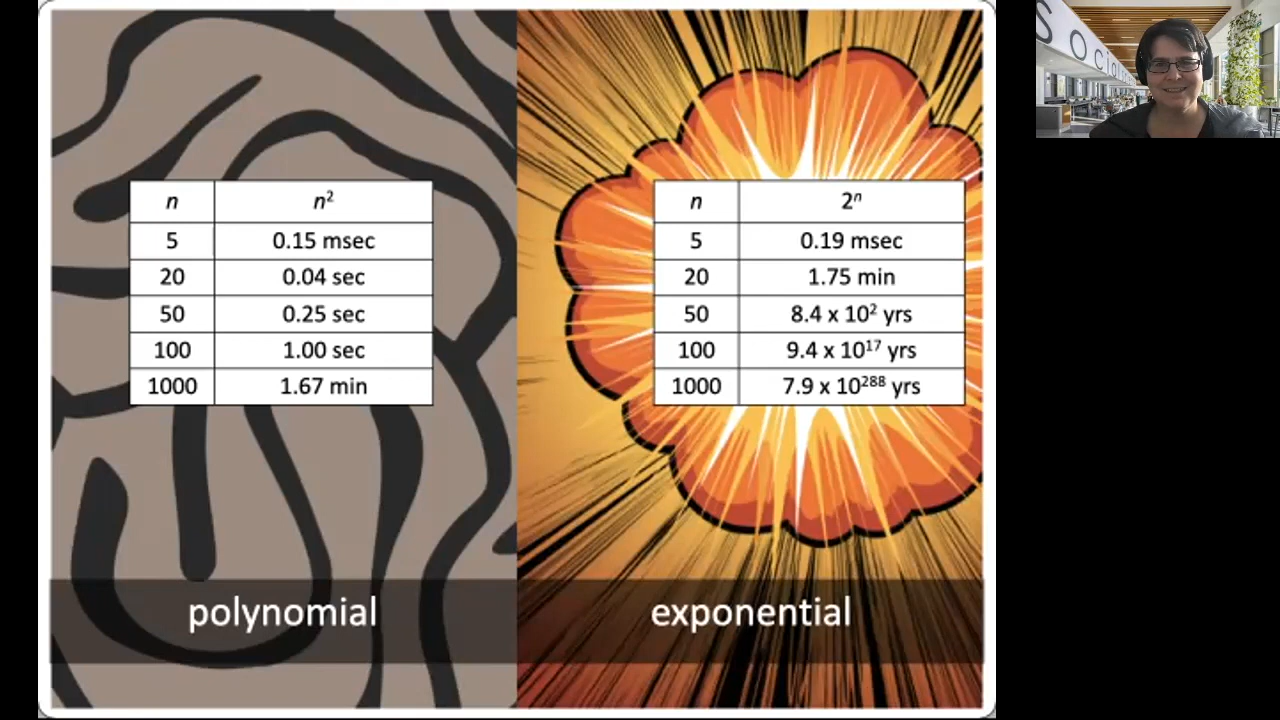 SOCIOL
n n²
5 0.15 msec
20 0.04 sec
50 0.25 sec
100 1.00 sec
1000 1.67 min
polynomial
n 2ⁿ
5 0.19 msec
20 1.75 min
50 8.4 x 10² yrs
100 9.4 x 10¹⁷ yrs
1000 7.9 x 10²⁸⁸ yrs
exponential